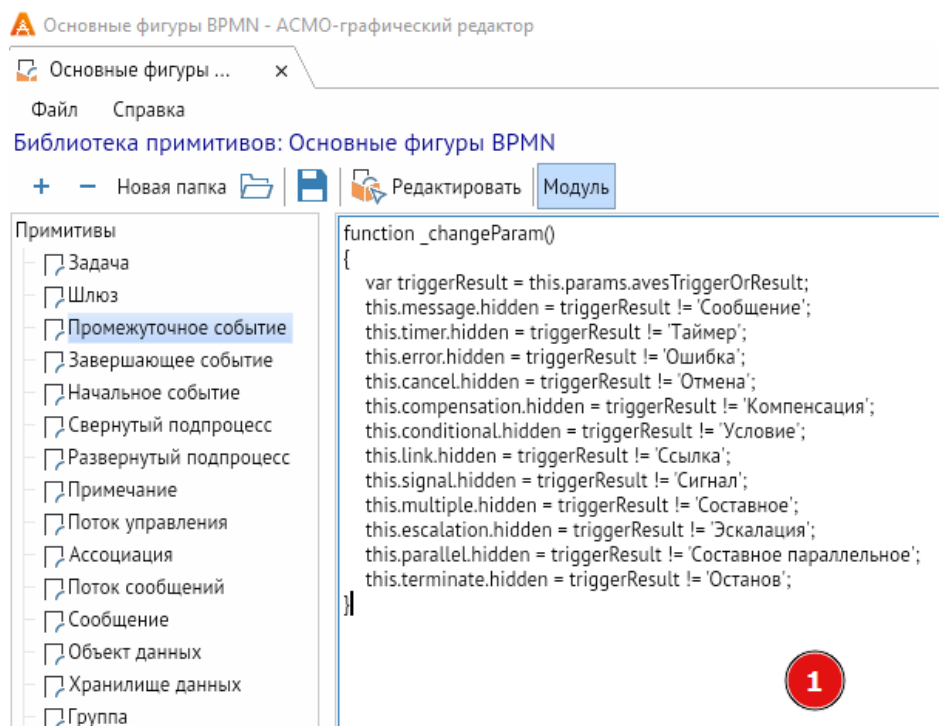 Основные фигуры BPMN - АСМО-графический редактор
Основные фигуры ... ×
Файл Справка
Библиотека примитивов: Основные фигуры BPMN
+ − Новая папка Редактировать Модуль
Примитивы
Задача
Шлюз
Промежуточное событие
Завершающее событие
Начальное событие
Свернутый подпроцесс
Развернутый подпроцесс
Примечание
Поток управления
Ассоциация
Поток сообщений
Сообщение
Объект данных
Хранилище данных
Группа
function _changeParam()
{
var triggerResult = this.params.avesTriggerOrResult;
this.message.hidden = triggerResult != 'Сообщение';
this.timer.hidden = triggerResult != 'Таймер';
this.error.hidden = triggerResult != 'Ошибка';
this.cancel.hidden = triggerResult != 'Отмена';
this.compensation.hidden = triggerResult != 'Компенсация';
this.conditional.hidden = triggerResult != 'Условие';
this.link.hidden = triggerResult != 'Ссылка';
this.signal.hidden = triggerResult != 'Сигнал';
this.multiple.hidden = triggerResult != 'Составное';
this.escalation.hidden = triggerResult != 'Эскалация';
this.parallel.hidden = triggerResult != 'Составное параллельное';
this.terminate.hidden = triggerResult != 'Останов';
}
1